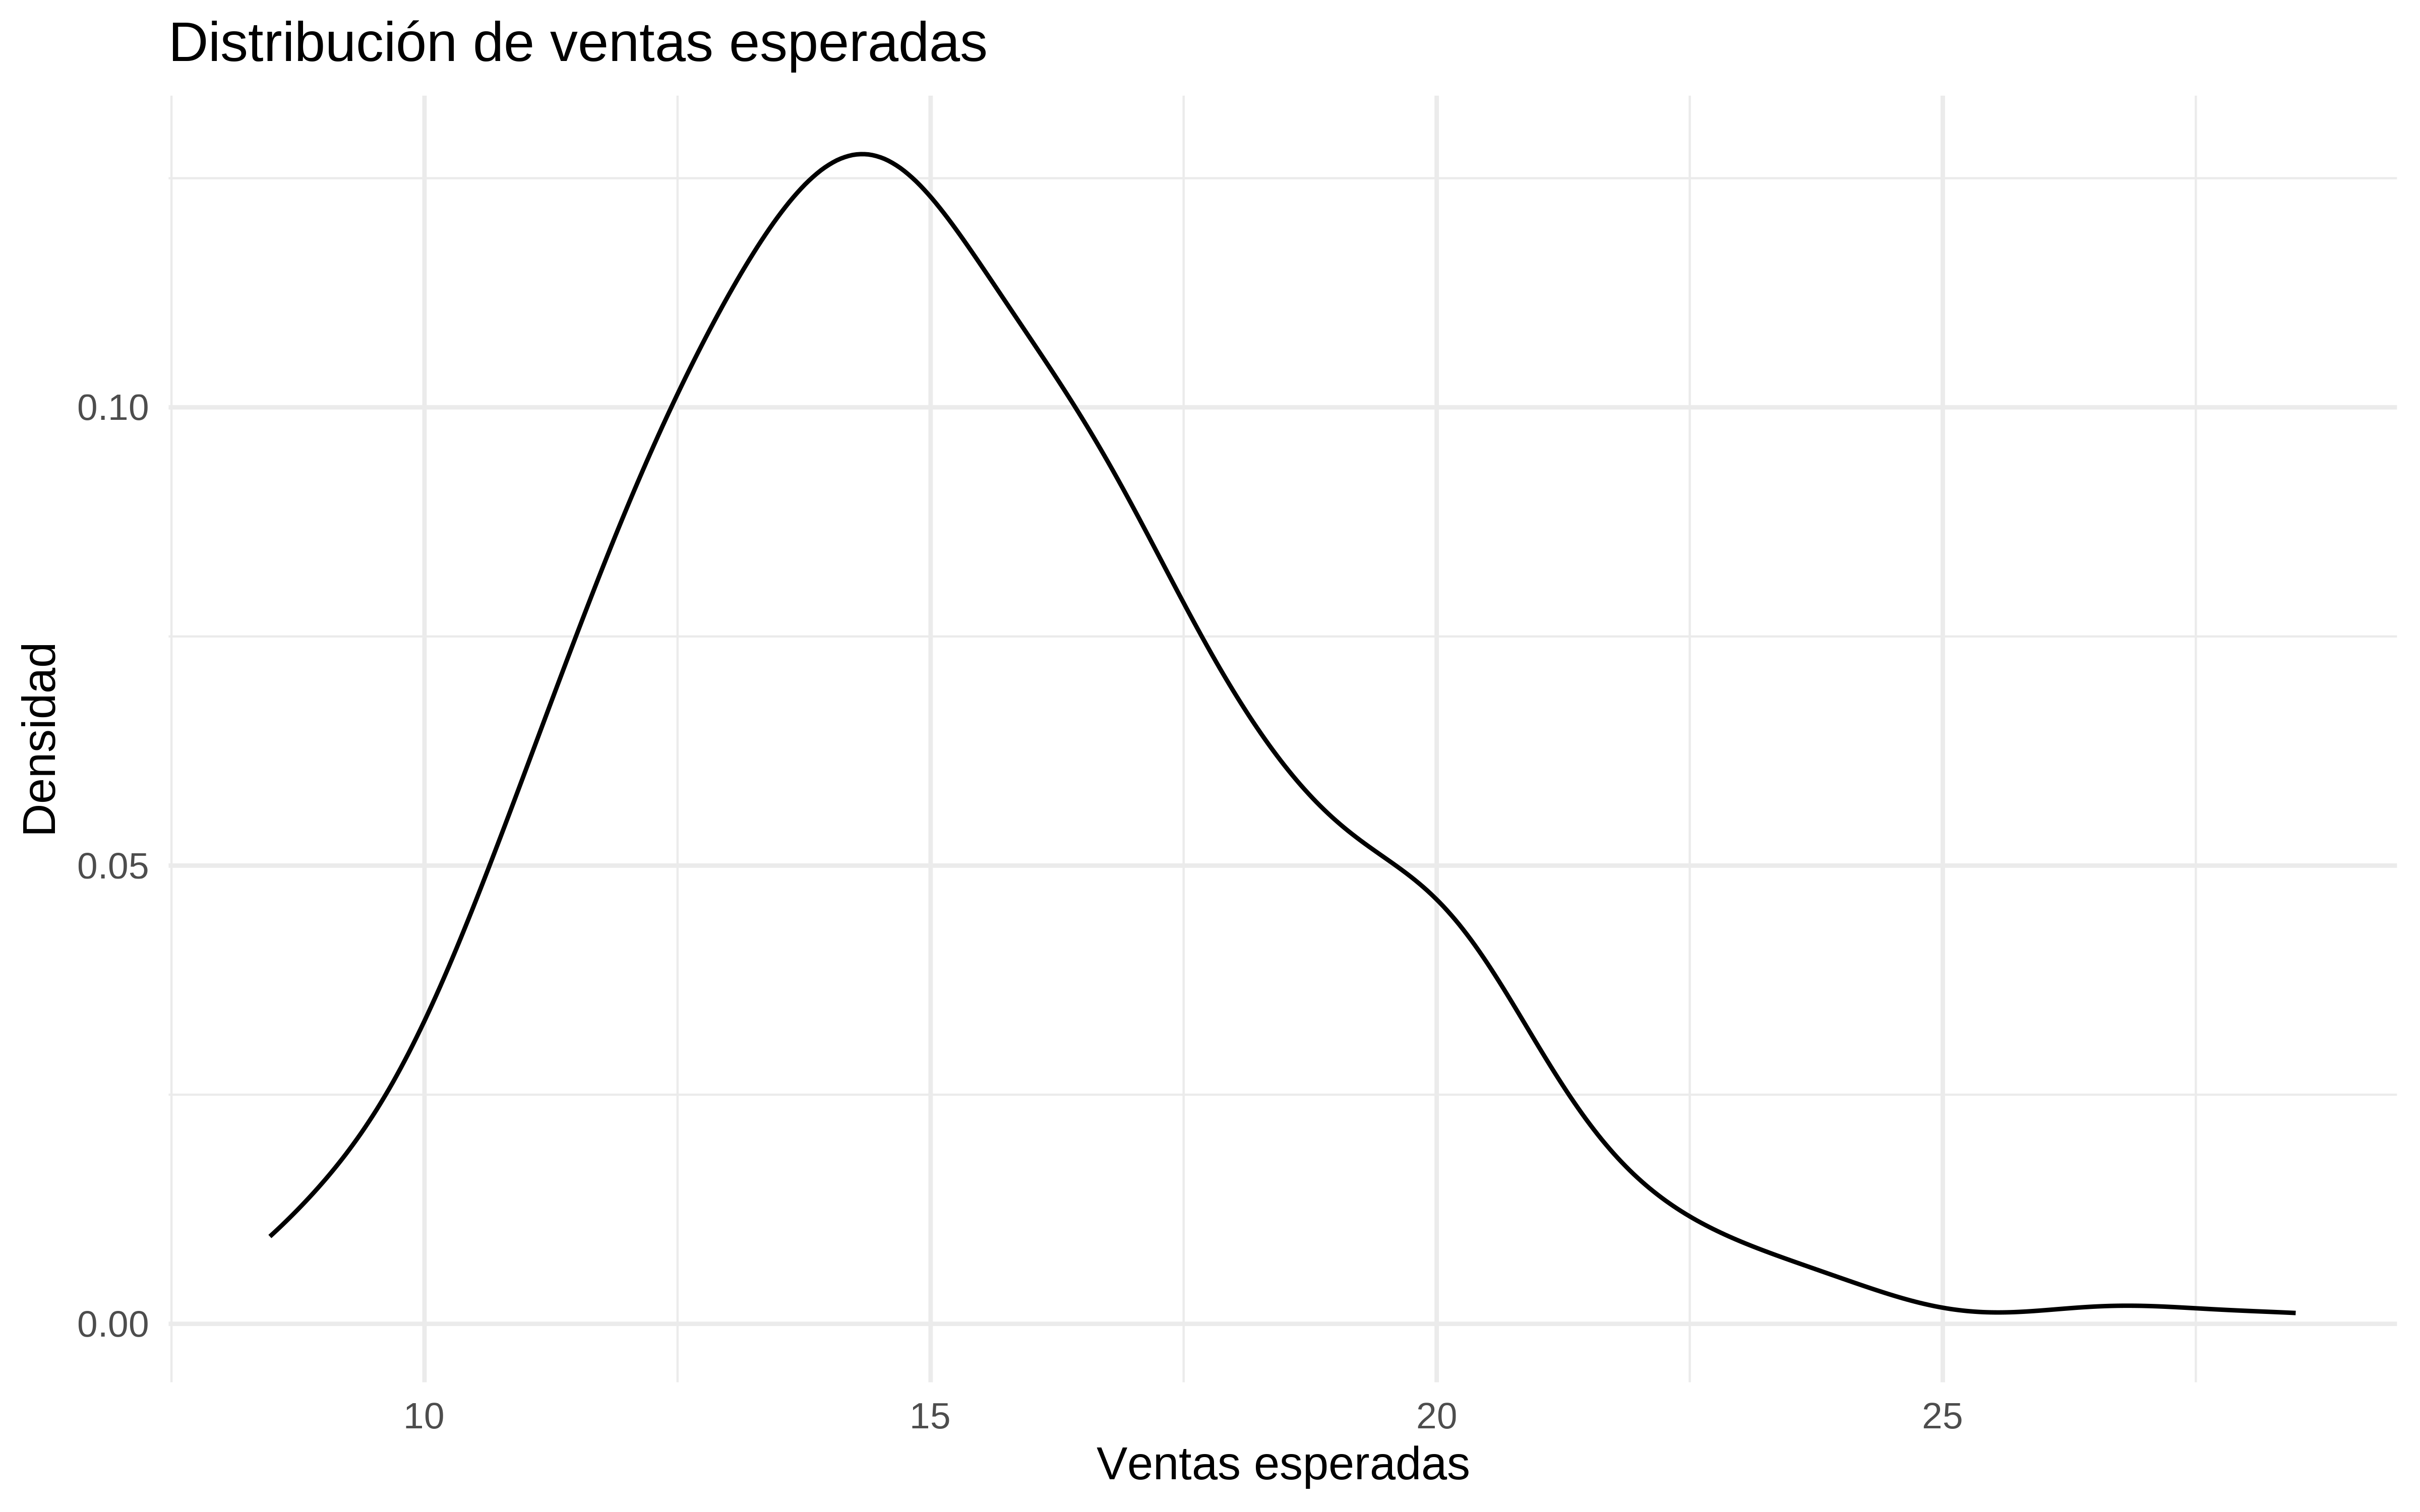 Distribución de ventas esperadas
Densidad
0.10
0.05
0.00
10
15
20
25
Ventas esperadas